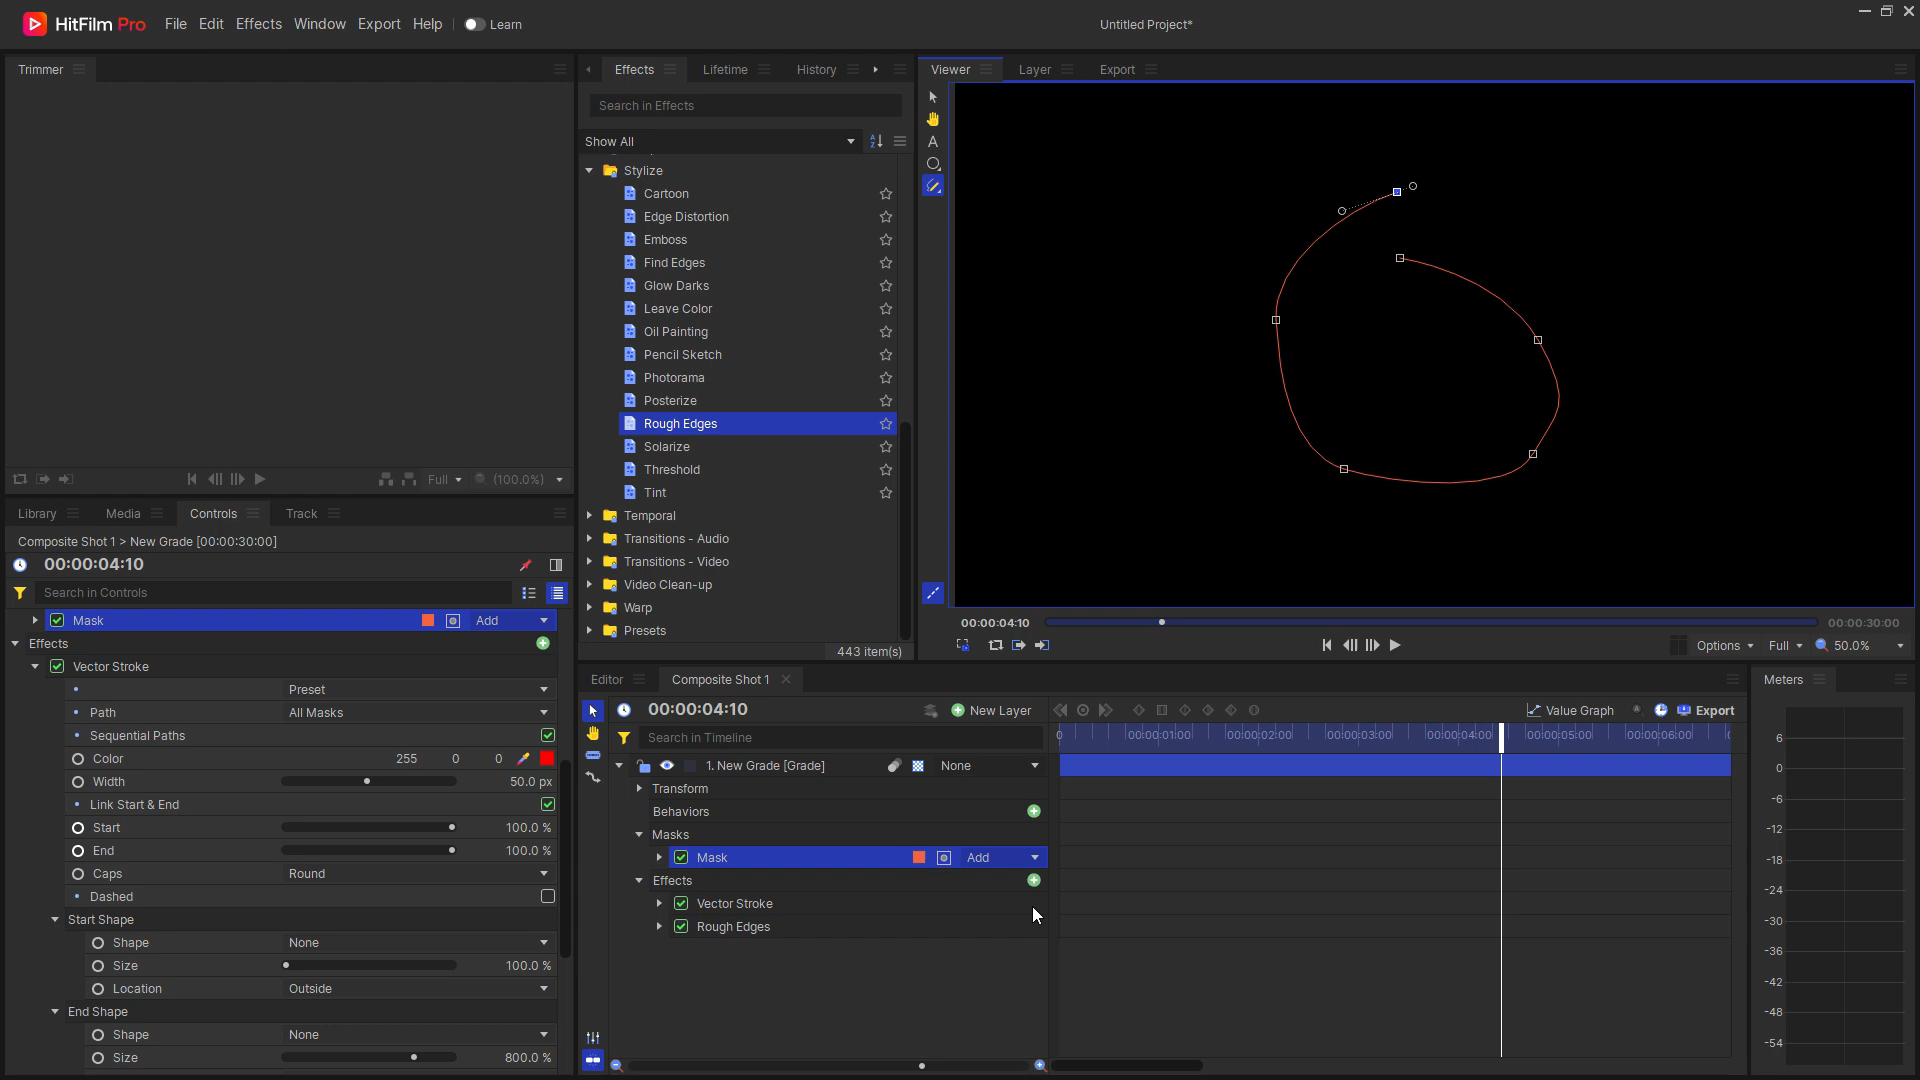 HitFilm Pro File Edit Effects Window Export Help Learn Untitled Project*
Trimmer
Full (100.0%)
Effects Lifetime History
Search in Effects
Show All
Stylize
Cartoon
Edge Distortion
Emboss
Find Edges
Glow Darks
Leave Color
Oil Painting
Pencil Sketch
Photorama
Posterize
Rough Edges
Solarize
Threshold
Tint
Temporal
Transitions - Audio
Transitions - Video
Video Clean-up
Warp
Presets
443 item(s)
Viewer Layer Export
A
00:00:04:10 00:00:30:00
Options Full 50.0%
Library Media Controls Track
Composite Shot 1 > New Grade [00:00:30:00]
00:00:04:10
Search in Controls
Mask Add
Effects
Vector Stroke
Preset
Path All Masks
Sequential Paths
Color 255 0 0
Width 50.0 px
Link Start & End
Start 100.0 %
End 100.0 %
Caps Round
Dashed
Start Shape
Shape None
Size 100.0 %
Location Outside
End Shape
Shape None
Size 800.0 %
Editor Composite Shot 1
00:00:04:10 New Layer Value Graph Export
Search in Timeline 0 00:00:01:00 00:00:02:00 00:00:03:00 00:00:04:00 00:00:05:00 00:00:06:00
1. New Grade [Grade] None
Transform
Behaviors
Masks
Mask Add
Effects
Vector Stroke
Rough Edges
Meters
6
0
-6
-12
-18
-24
-30
-36
-42
-48
-54